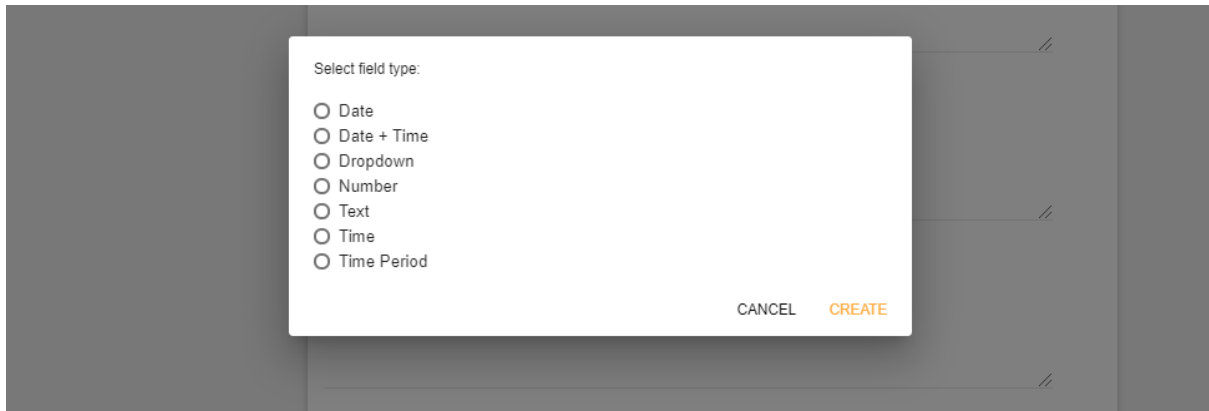 Select field type:
Date
Date + Time
Dropdown
Number
Text
Time
Time Period
CANCEL CREATE